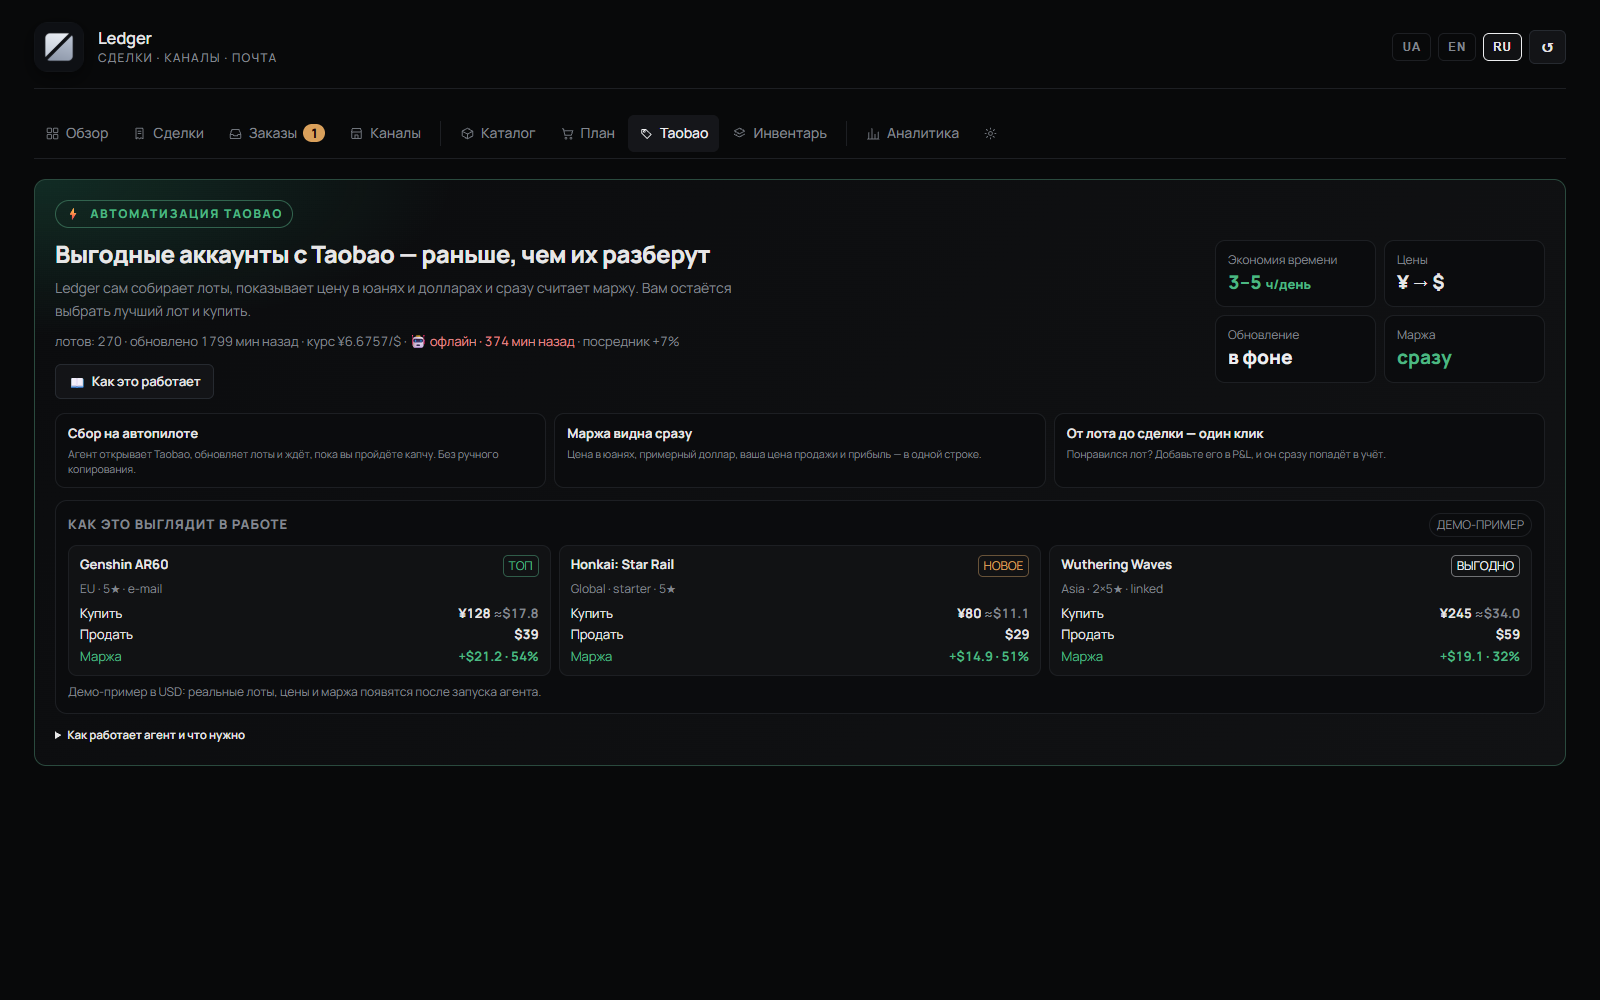 Ledger
СДЕЛКИ · КАНАЛЫ · ПОЧТА
UA EN RU ↺
Обзор Сделки Заказы 1 Каналы Каталог План Taobao Инвентарь Аналитика
АВТОМАТИЗАЦИЯ TAOBAO
Выгодные аккаунты с Taobao — раньше, чем их разберут
Ledger сам собирает лоты, показывает цену в юанях и долларах и сразу считает маржу. Вам остаётся
выбрать лучший лот и купить.
лотов: 270 · обновлено 1799 мин назад · курс ¥6.6757/$ · офлайн · 374 мин назад · посредник +7%
Как это работает
Экономия времени
3–5 ч/день
Цены
¥ → $
Обновление
в фоне
Маржа
сразу
Сбор на автопилоте
Агент открывает Taobao, обновляет лоты и ждёт, пока вы пройдёте капчу. Без ручного
копирования.
Маржа видна сразу
Цена в юанях, примерный доллар, ваша цена продажи и прибыль — в одной строке.
От лота до сделки — один клик
Понравился лот? Добавьте его в P&L, и он сразу попадёт в учёт.
КАК ЭТО ВЫГЛЯДИТ В РАБОТЕ
ДЕМО-ПРИМЕР
Genshin AR60 ТОП
EU · 5★ · e-mail
Купить ¥128 ≈$17.8
Продать $39
Маржа +$21.2 · 54%
Honkai: Star Rail НОВОЕ
Global · starter · 5★
Купить ¥80 ≈$11.1
Продать $29
Маржа +$14.9 · 51%
Wuthering Waves ВЫГОДНО
Asia · 2×5★ · linked
Купить ¥245 ≈$34.0
Продать $59
Маржа +$19.1 · 32%
Демо-пример в USD: реальные лоты, цены и маржа появятся после запуска агента.
Как работает агент и что нужно